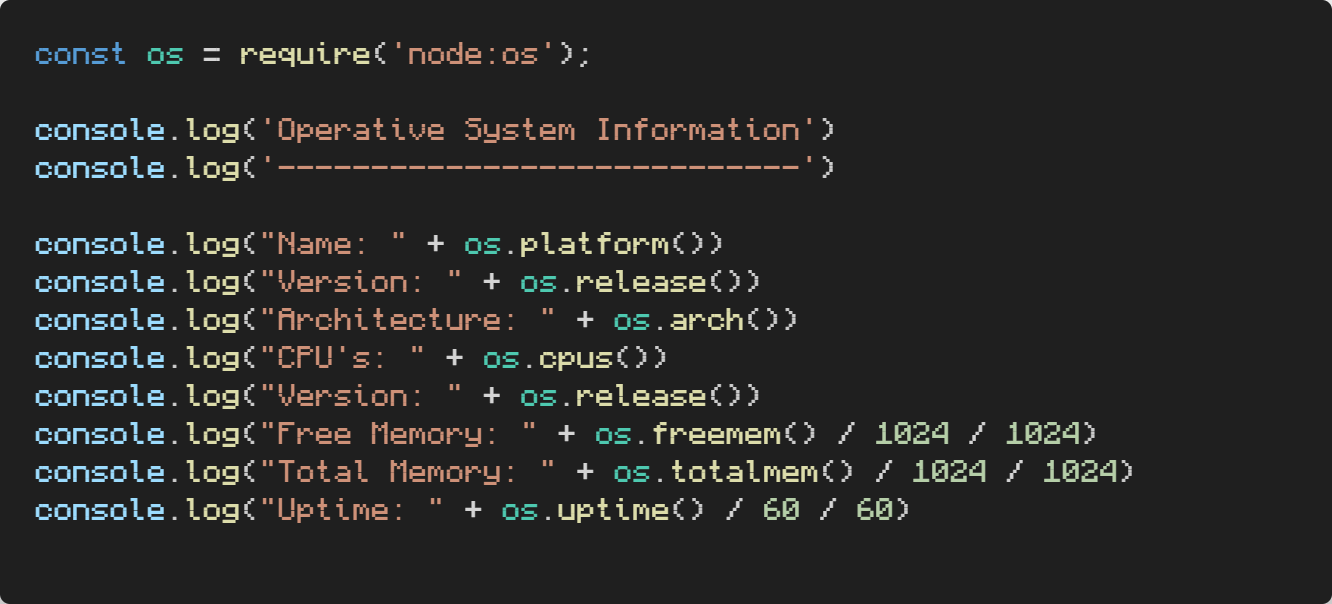 const os = require('node:os');
console.log('Operative System Information')
console.log('----------------------------')
console.log("Name: " + os.platform())
console.log("Version: " + os.release())
console.log("Architecture: " + os.arch())
console.log("CPU's: " + os.cpus())
console.log("Version: " + os.release())
console.log("Free Memory: " + os.freemem() / 1024 / 1024)
console.log("Total Memory: " + os.totalmem() / 1024 / 1024)
console.log("Uptime: " + os.uptime() / 60 / 60)